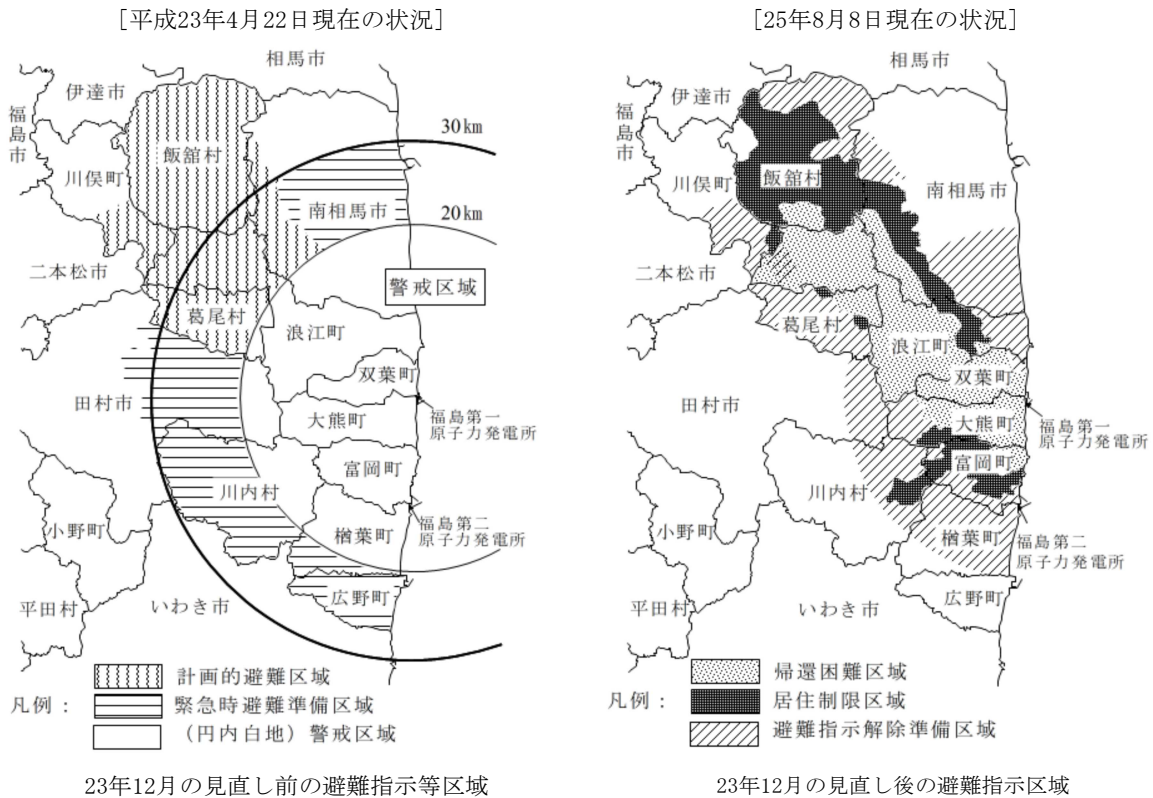 [平成23年4月22日現在の状況]
相馬市
伊達市
福島市
30㎞
飯舘村
川俣町
20㎞
南相馬市
二本松市
警戒区域
葛尾村
浪江町
双葉町
田村市
大熊町
福島第一
原子力発電所
富岡町
川内村
福島第二
原子力発電所
楢葉町
小野町
広野町
平田村
いわき市
凡例：
計画的避難区域
緊急時避難準備区域
（円内白地）警戒区域
23年12月の見直し前の避難指示等区域
[25年8月8日現在の状況]
相馬市
伊達市
福島市
川俣町
飯舘村
南相馬市
二本松市
葛尾村
浪江町
双葉町
田村市
大熊町
福島第一
原子力発電所
富岡町
川内村
小野町
楢葉町
福島第二
原子力発電所
広野町
平田村
いわき市
凡例：
帰還困難区域
居住制限区域
避難指示解除準備区域
23年12月の見直し後の避難指示区域